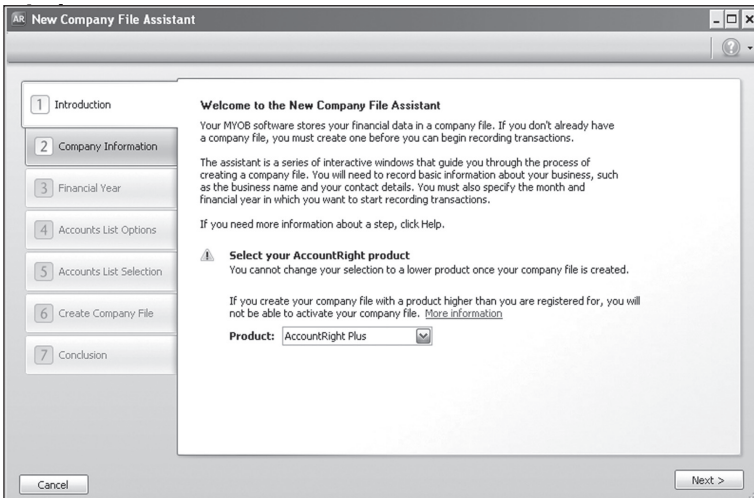 AR New Company File Assistant
1 Introduction
2 Company Information
3 Financial Year
4 Accounts List Options
5 Accounts List Selection
6 Create Company File
7 Conclusion
Welcome to the New Company File Assistant
Your MYOB software stores your financial data in a company file. If you don't already have
a company file, you must create one before you can begin recording transactions.
The assistant is a series of interactive windows that guide you through the process of
creating a company file. You will need to record basic information about your business, such
as the business name and your contact details. You must also specify the month and
financial year in which you want to start recording transactions.
If you need more information about a step, click Help.
Select your AccountRight product
You cannot change your selection to a lower product once your company file is created.
If you create your company file with a product higher than you are registered for, you will
not be able to activate your company file. More information
Product: AccountRight Plus
Cancel
Next >